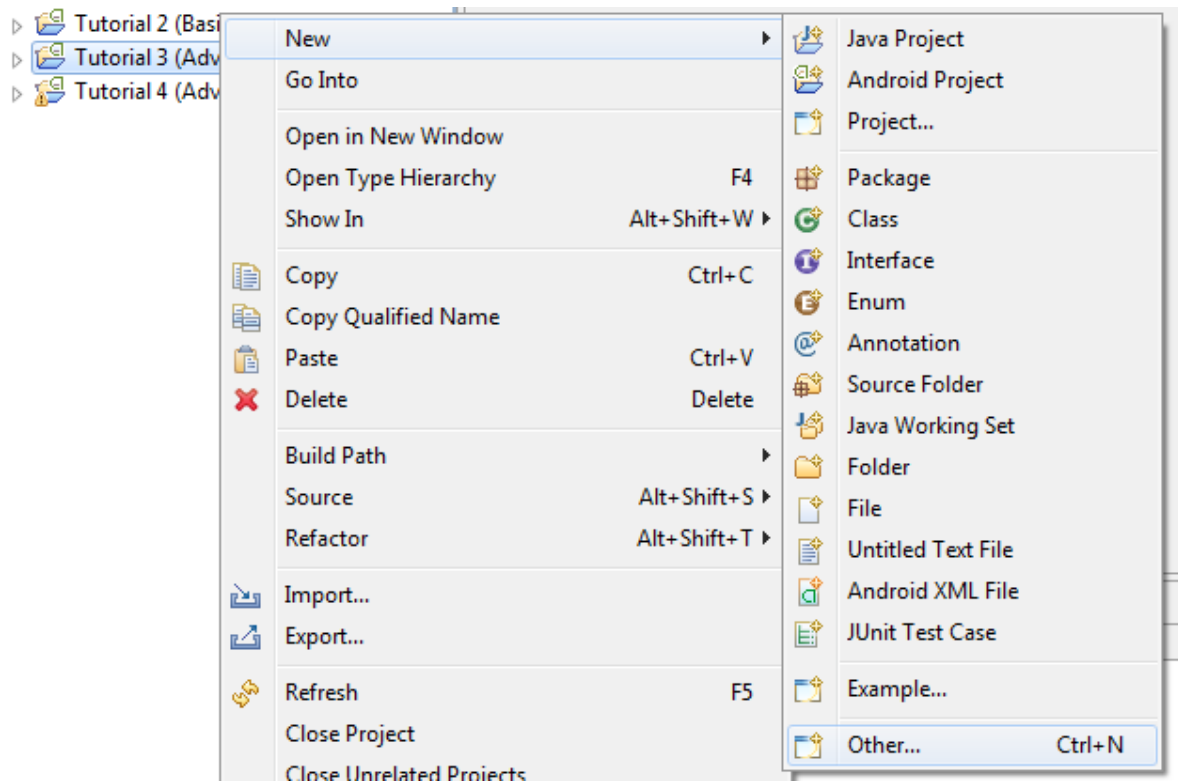 Tutorial 2 (Basi
Tutorial 3 (Adv
Tutorial 4 (Adv
New
Go Into
Open in New Window
Open Type Hierarchy F4
Show In Alt+Shift+W
Copy Ctrl+C
Copy Qualified Name
Paste Ctrl+V
Delete Delete
Build Path
Source Alt+Shift+S
Refactor Alt+Shift+T
Import...
Export...
Refresh F5
Close Project
Close Unrelated Projects
Java Project
Android Project
Project...
Package
Class
Interface
Enum
Annotation
Source Folder
Java Working Set
Folder
File
Untitled Text File
Android XML File
JUnit Test Case
Example...
Other... Ctrl+N